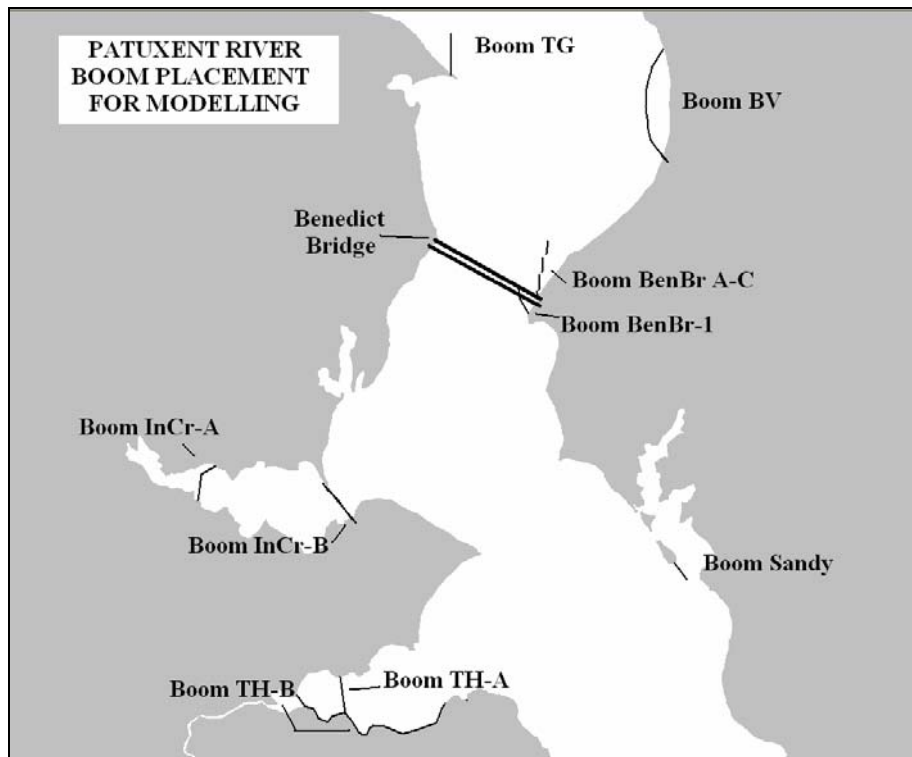 PATUXENT RIVER
BOOM PLACEMENT
FOR MODELLING
Boom TG
Boom BV
Benedict
Bridge
Boom BenBr A-C
Boom BenBr-1
Boom InCr-A
Boom InCr-B
Boom Sandy
Boom TH-A
Boom TH-B